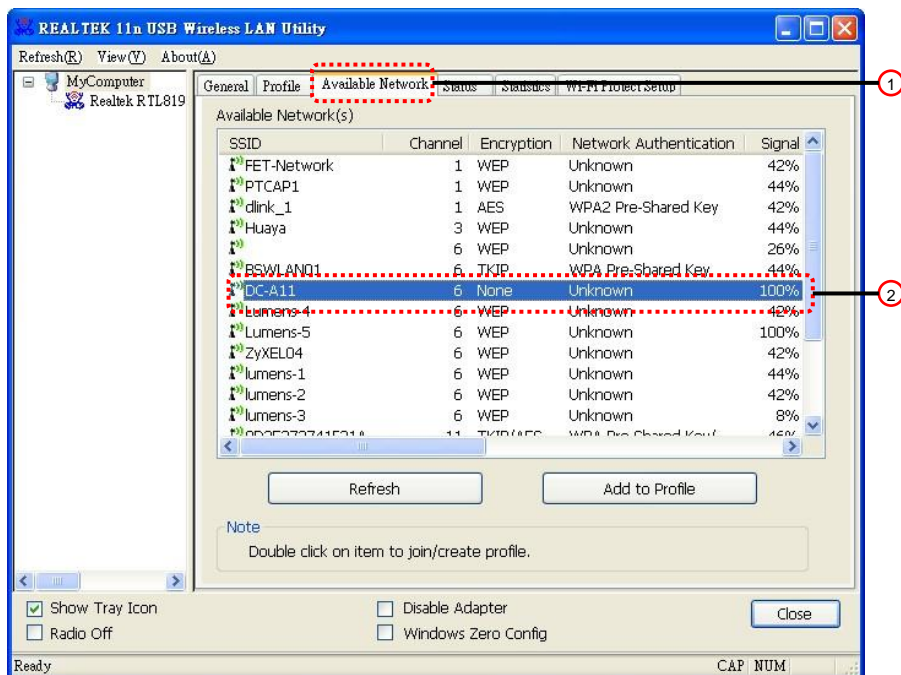 REALTEK 11n USB Wireless LAN Utility
Refresh(R) View(V) About(A)
MyComputer
Realtek RTL819
General Profile Available Network Status Statistics Wi-Fi Protect Setup
1
Available Network(s)
SSID Channel Encryption Network Authentication Signal
FET-Network 1 WEP Unknown 42%
PTCAP1 1 WEP Unknown 44%
dlink_1 1 AES WPA2 Pre-Shared Key 42%
Huaya 3 WEP Unknown 44%
6 WEP Unknown 26%
BSWLAN01 6 TKIP WPA Pre-Shared Key 44%
DC-A11 6 None Unknown 100%
2
Lumens-4 6 WEP Unknown 42%
Lumens-5 6 WEP Unknown 100%
ZyXEL04 6 WEP Unknown 42%
lumens-1 6 WEP Unknown 44%
lumens-2 6 WEP Unknown 42%
lumens-3 6 WEP Unknown 8%
11 WPA Pre-Shared Key/ 46%
Refresh Add to Profile
Note
Double click on item to join/create profile.
Show Tray Icon Disable Adapter Close
Radio Off Windows Zero Config
Ready CAP NUM